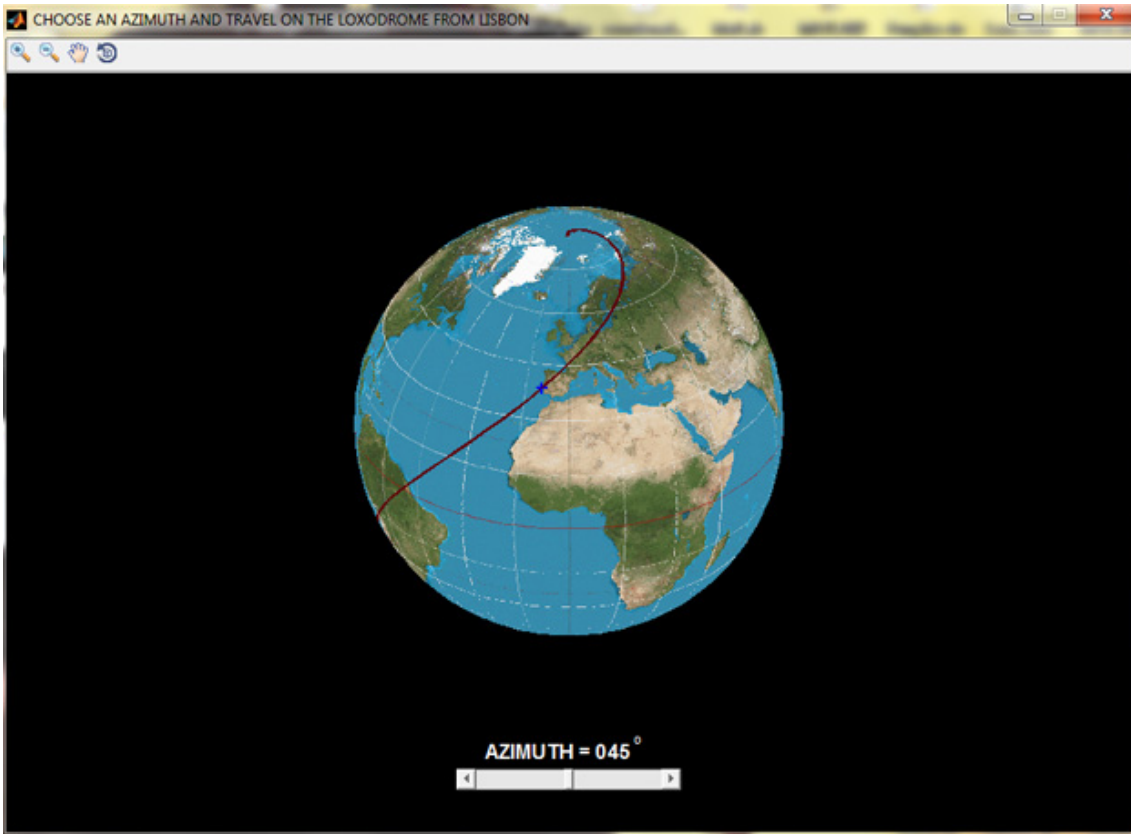 CHOOSE AN AZIMUTH AND TRAVEL ON THE LOXODROME FROM LISBON
AZIMUTH = 045°